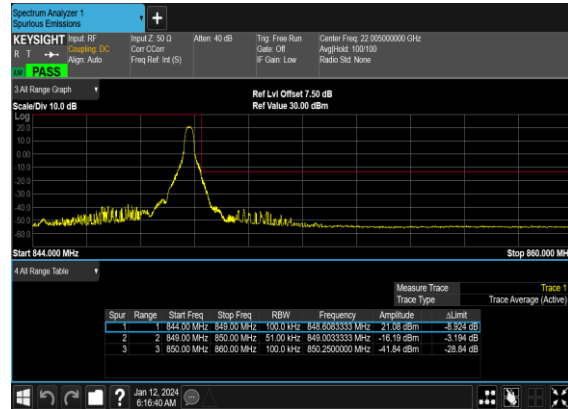 Spectrum Analyzer 1
Spurious Emissions
KEYSIGHT
R T
Input: RF
Coupling: DC
Align: Auto
Input Z: 50 Ω
Corr CCorr
Freq Ref: Int (S)
Atten: 40 dB
Trig: Free Run
Gate: Off
IF Gain: Low
Center Freq: 22.005000000 GHz
Avg|Hold: 100/100
Radio Std: None
PASS
3 All Range Graph
Scale/Div 10.0 dB
Ref Lvl Offset 7.50 dB
Ref Value 30.00 dBm
Log
20.0
10.0
0.00
-10.0
-20.0
-30.0
-40.0
-50.0
-60.0
Start 844.000 MHz
Stop 860.000 MH
4 All Range Table
Measure Trace Trace 1
Trace Type Trace Average (Active)
Spur Range Start Freq Stop Freq RBW Frequency Amplitude ΔLimit
1 1 844.00 MHz 849.00 MHz 100.0 kHz 848.6083333 MHz 21.08 dBm -8.924 dB
2 2 849.00 MHz 850.00 MHz 51.00 kHz 849.0033333 MHz -16.19 dBm -3.194 dB
3 3 850.00 MHz 860.00 MHz 100.0 kHz 850.2500000 MHz -41.84 dBm -28.84 dB
? Jan 12, 2024
6:16:40 AM